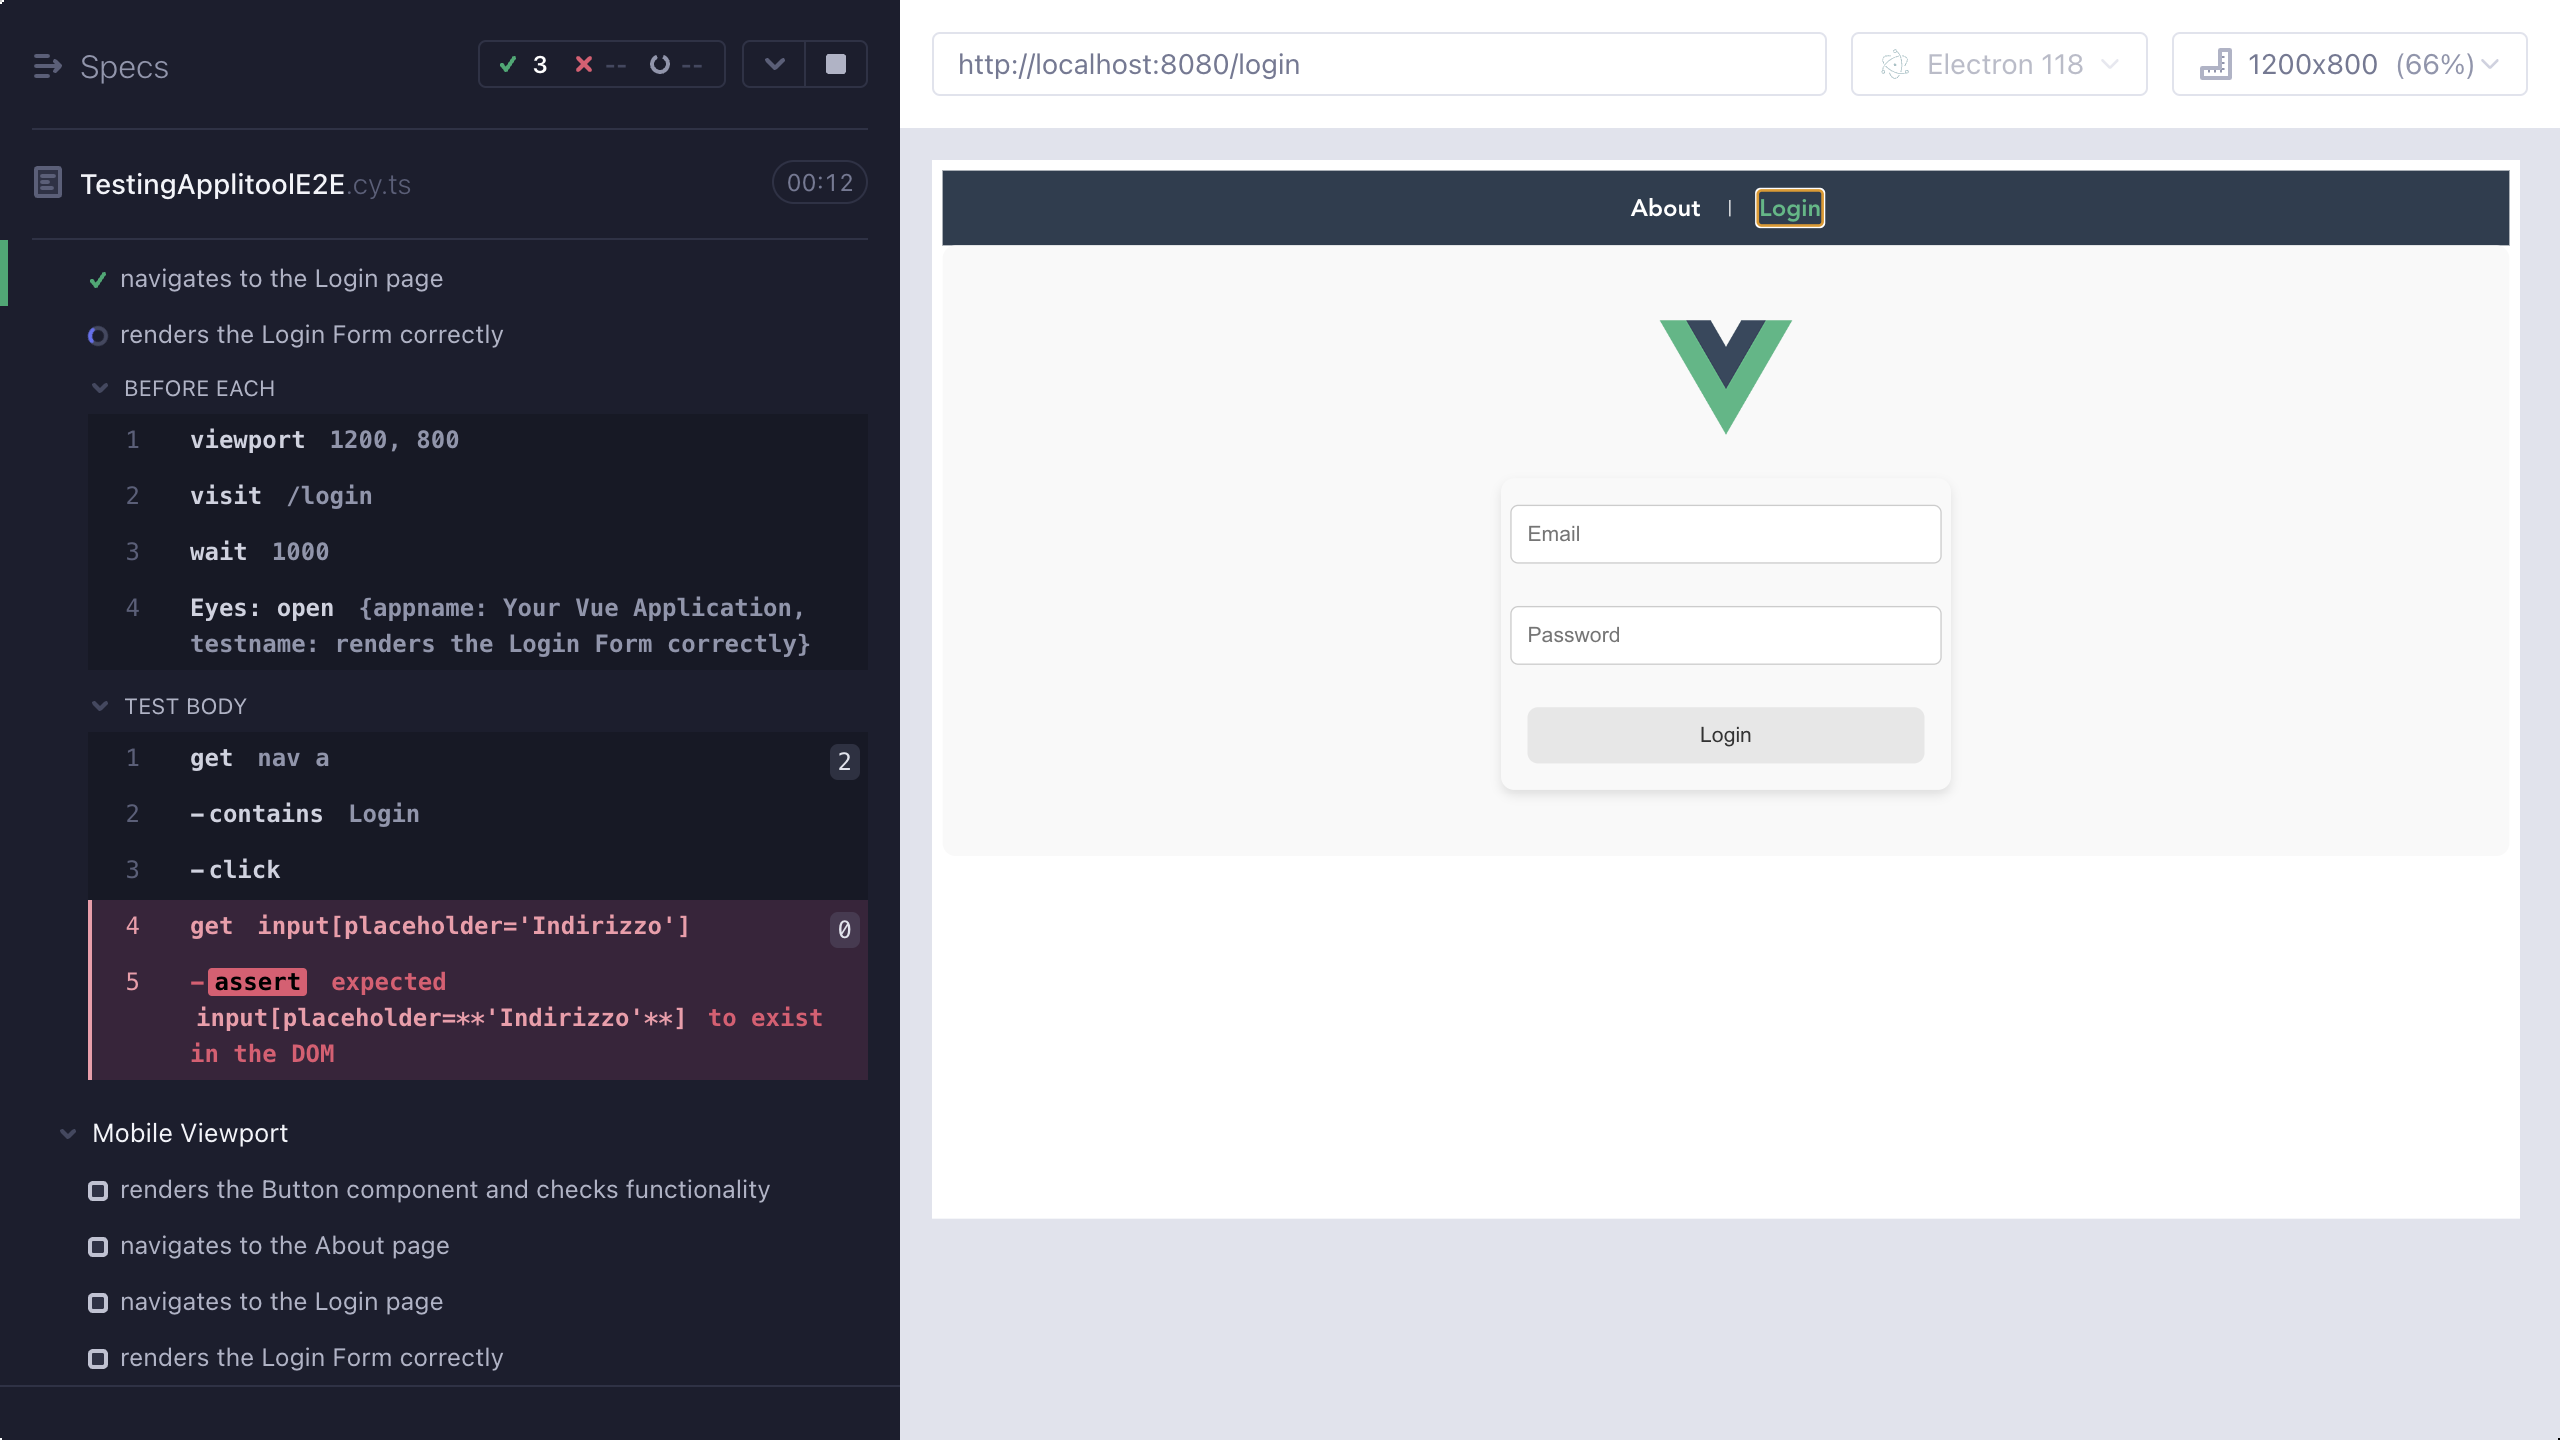 Specs
3 -- --
TestingApplitoolE2E.cy.ts
00:12
navigates to the Login page
renders the Login Form correctly
BEFORE EACH
1 viewport 1200, 800
2 visit /login
3 wait 1000
4 Eyes: open {appname: Your Vue Application,
testname: renders the Login Form correctly}
TEST BODY
1 get nav a 2
2 -contains Login
3 -click
4 get input[placeholder='Indirizzo'] 0
5 -assert expected
input[placeholder=**'Indirizzo'**] to exist
in the DOM
Mobile Viewport
renders the Button component and checks functionality
navigates to the About page
navigates to the Login page
renders the Login Form correctly
http://localhost:8080/login
Electron 118
1200x800 (66%)
About | Login
Email
Password
Login